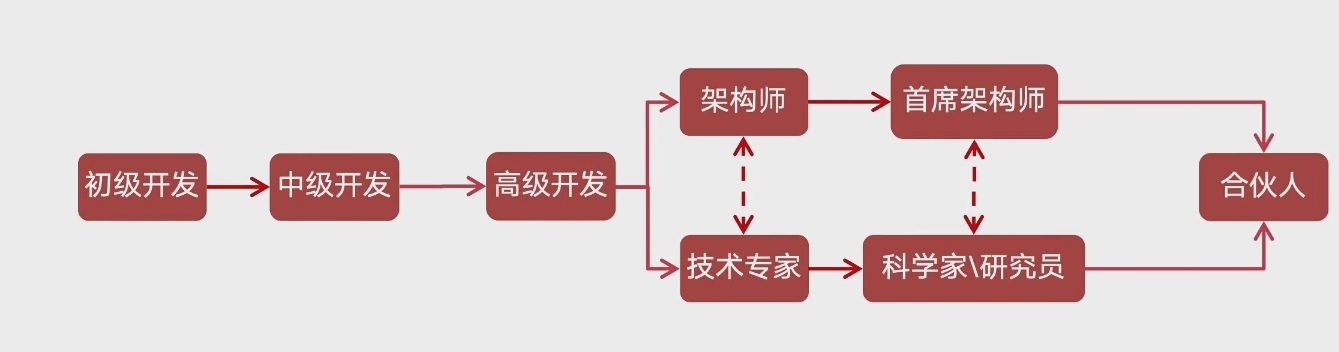 初级开发
中级开发
高级开发
架构师
首席架构师
技术专家
科学家\研究员
合伙人